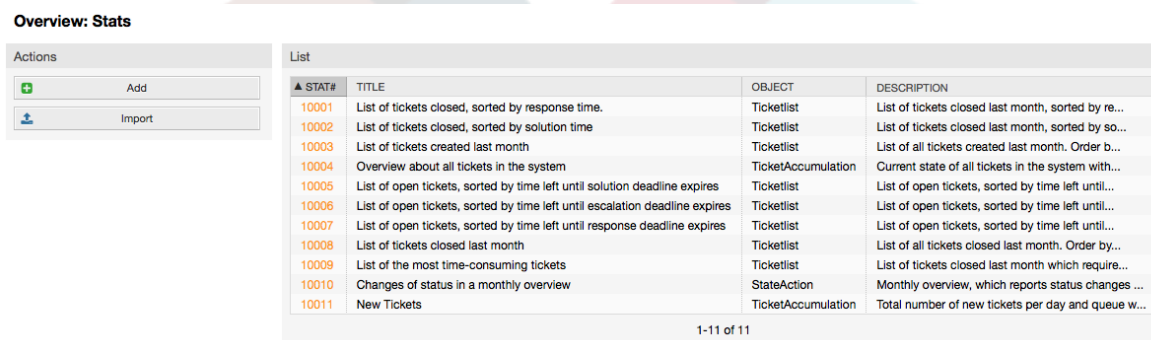 Overview: Stats
Actions
Add
Import
List
▲ STAT# TITLE OBJECT DESCRIPTION
10001 List of tickets closed, sorted by response time. Ticketlist List of tickets closed last month, sorted by re...
10002 List of tickets closed, sorted by solution time Ticketlist List of tickets closed last month, sorted by so...
10003 List of tickets created last month Ticketlist List of all tickets created last month. Order b...
10004 Overview about all tickets in the system TicketAccumulation Current state of all tickets in the system with...
10005 List of open tickets, sorted by time left until solution deadline expires Ticketlist List of open tickets, sorted by time left until...
10006 List of open tickets, sorted by time left until escalation deadline expires Ticketlist List of open tickets, sorted by time left until...
10007 List of open tickets, sorted by time left until response deadline expires Ticketlist List of open tickets, sorted by time left until...
10008 List of tickets closed last month Ticketlist List of all tickets closed last month. Order by...
10009 List of the most time-consuming tickets Ticketlist List of tickets closed last month which require...
10010 Changes of status in a monthly overview StateAction Monthly overview, which reports status changes ...
10011 New Tickets TicketAccumulation Total number of new tickets per day and queue w...
1-11 of 11